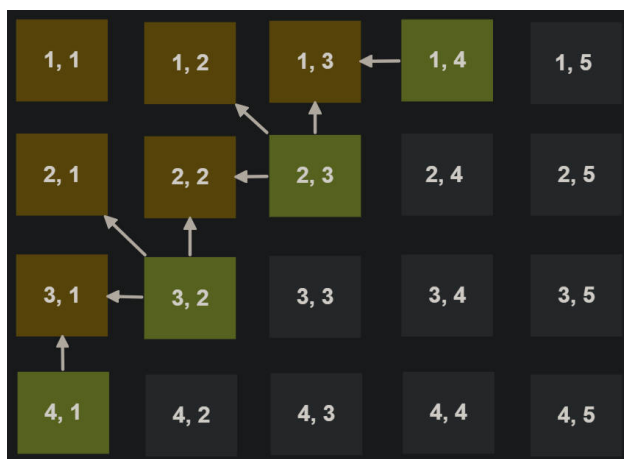 1, 1 1, 2 1, 3 1, 4 1, 5
2, 1 2, 2 2, 3 2, 4 2, 5
3, 1 3, 2 3, 3 3, 4 3, 5
4, 1 4, 2 4, 3 4, 4 4, 5